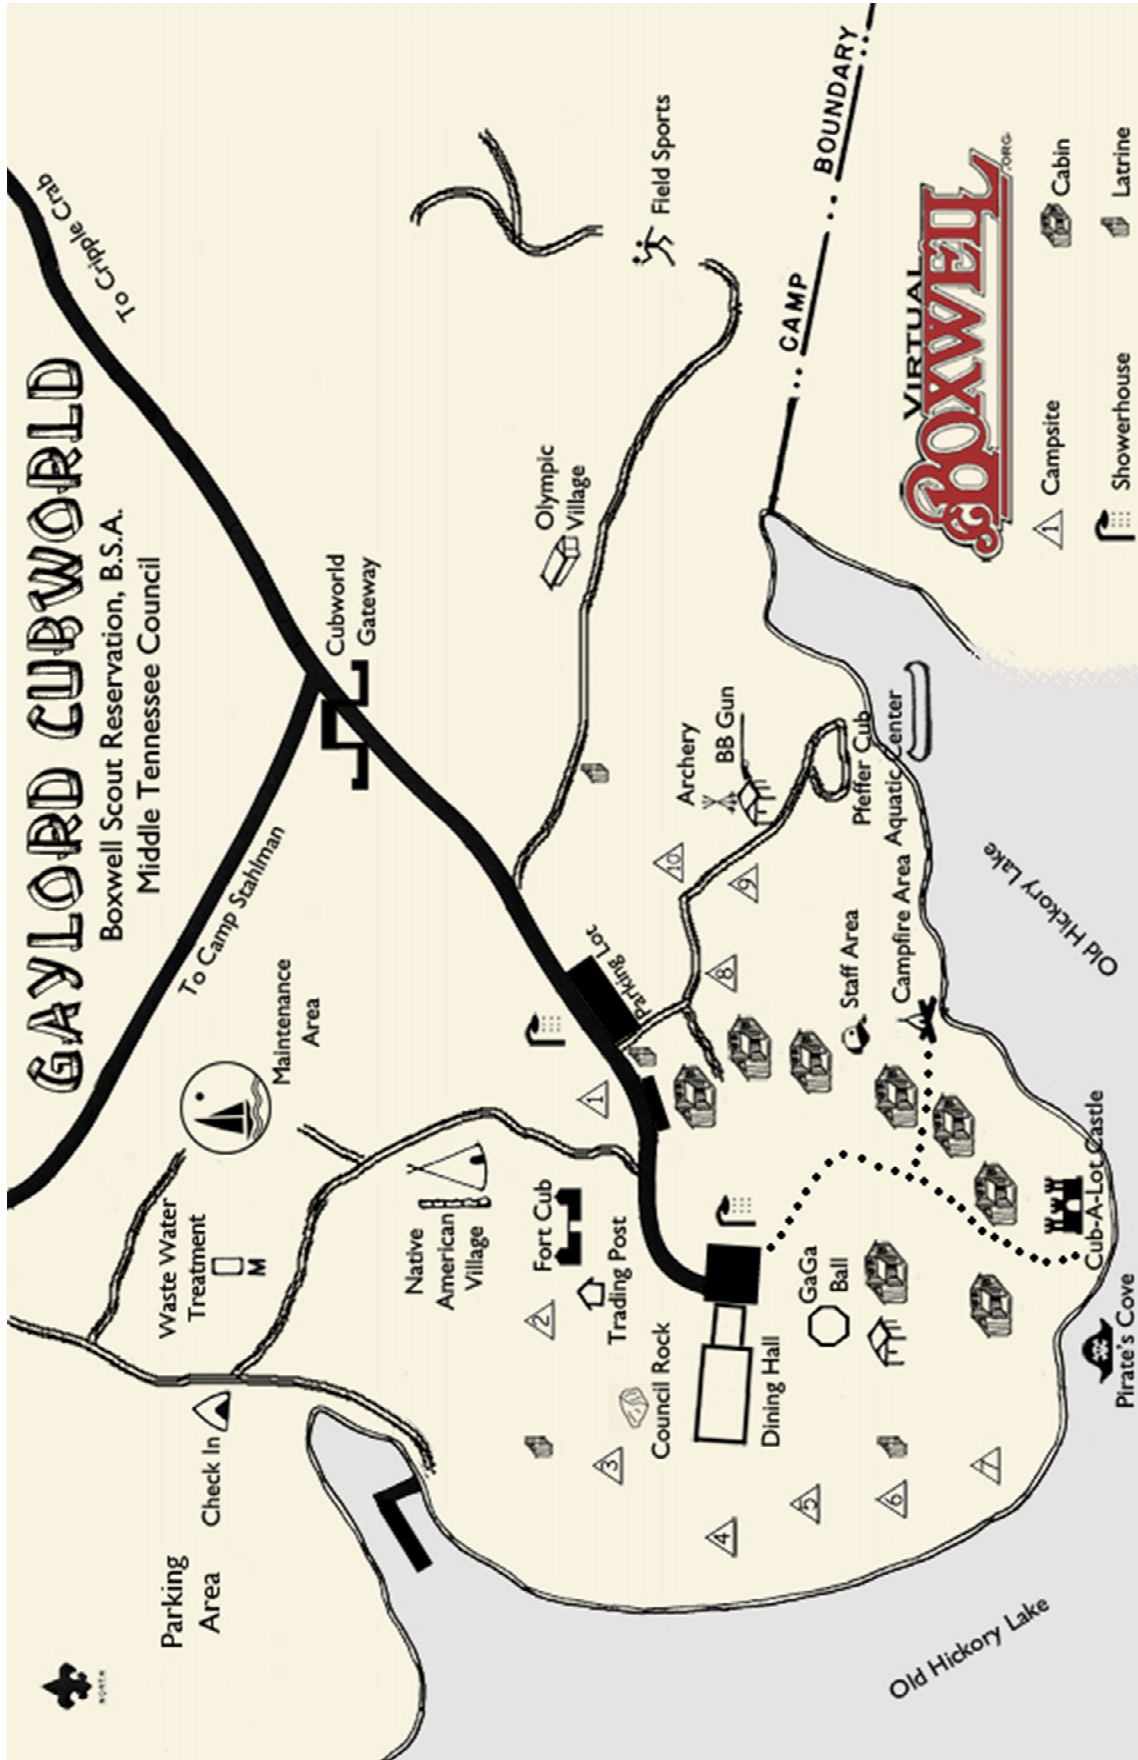 GAYLORD CUBWORLD
Boxwell Scout Reservation, B.S.A.
Middle Tennessee Council
NORTH
To Cripple Crab
To Camp Stahlman
Parking
Area
Check In
Waste Water
Treatment
M
Maintenance
Area
Cubworld
Gateway
Native
American
Village
Fort Cub
Trading Post
Council Rock
Dining Hall
GaGa
Ball
Parking Lot
Olympic
Village
Field Sports
Archery
BB Gun
Pfeffer Cub
Aquatic Center
Staff Area
Campfire Area
Cub-A-Lot Castle
Pirate's Cove
1
2
3
4
5
6
7
8
9
10
Old Hickory Lake
Old Hickory Lake
CAMP BOUNDARY
VIRTUAL
BOXWELL
.ORG
1 Campsite
Cabin
Showerhouse
Latrine